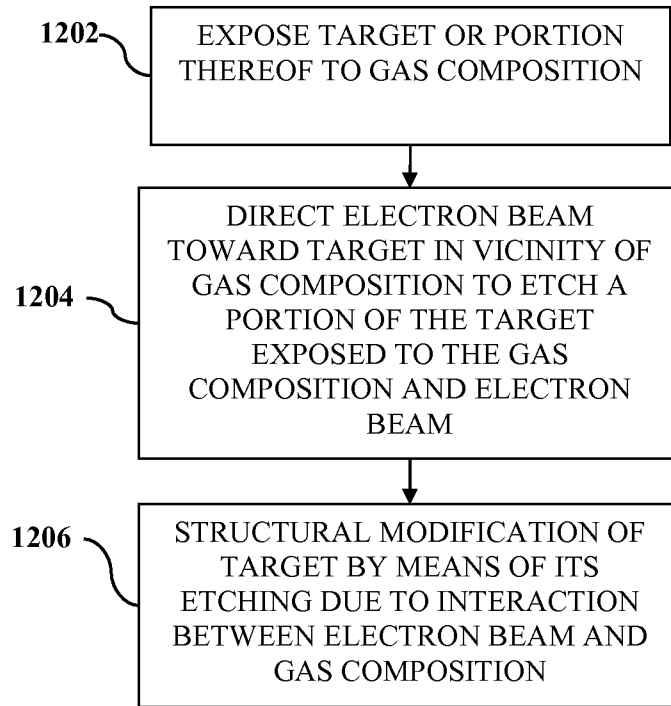 1202
EXPOSE TARGET OR PORTION
THEREOF TO GAS COMPOSITION
1204
DIRECT ELECTRON BEAM
TOWARD TARGET IN VICINITY OF
GAS COMPOSITION TO ETCH A
PORTION OF THE TARGET
EXPOSED TO THE GAS
COMPOSITION AND ELECTRON
BEAM
1206
STRUCTURAL MODIFICATION OF
TARGET BY MEANS OF ITS
ETCHING DUE TO INTERACTION
BETWEEN ELECTRON BEAM AND
GAS COMPOSITION